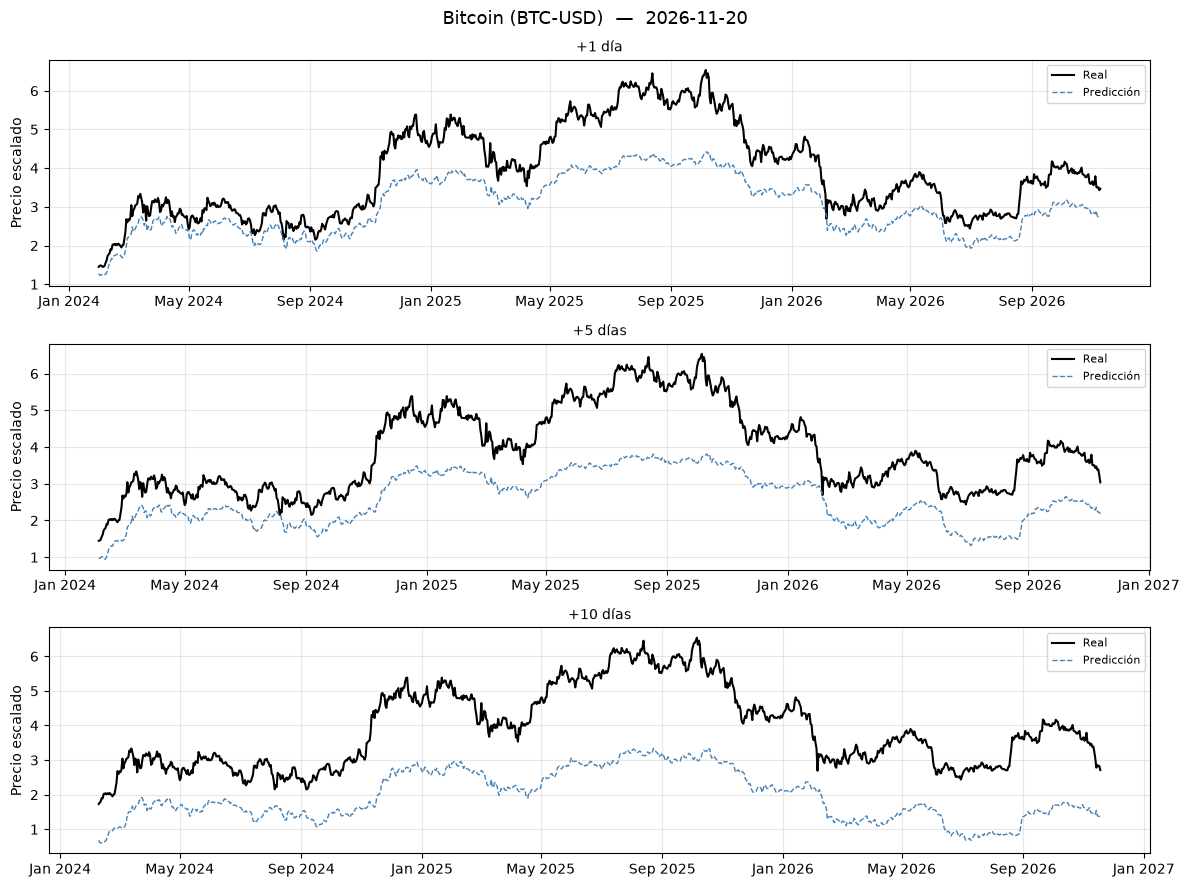 Bitcoin (BTC-USD) — 2026-11-20
+1 día
Precio escalado
6
5
4
3
2
1
Real
Predicción
Jan 2024 May 2024 Sep 2024 Jan 2025 May 2025 Sep 2025 Jan 2026 May 2026 Sep 2026
+5 días
Precio escalado
6
5
4
3
2
1
Real
Predicción
Jan 2024 May 2024 Sep 2024 Jan 2025 May 2025 Sep 2025 Jan 2026 May 2026 Sep 2026 Jan 2027
+10 días
Precio escalado
6
5
4
3
2
1
Real
Predicción
Jan 2024 May 2024 Sep 2024 Jan 2025 May 2025 Sep 2025 Jan 2026 May 2026 Sep 2026 Jan 2027